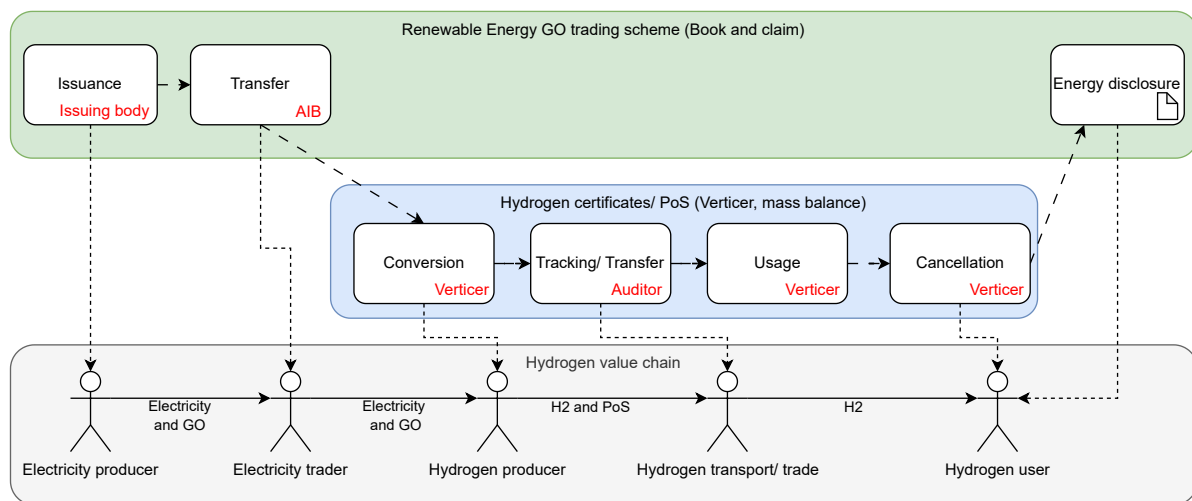 Renewable Energy GO trading scheme (Book and claim)
Issuance
Issuing body
Transfer
AIB
Energy disclosure
Hydrogen certificates/ PoS (Verticer, mass balance)
Conversion
Verticer
Tracking/ Transfer
Auditor
Usage
Verticer
Cancellation
Verticer
Hydrogen value chain
Electricity
and GO
Electricity
and GO
H2 and PoS
H2
Electricity producer
Electricity trader
Hydrogen producer
Hydrogen transport/ trade
Hydrogen user